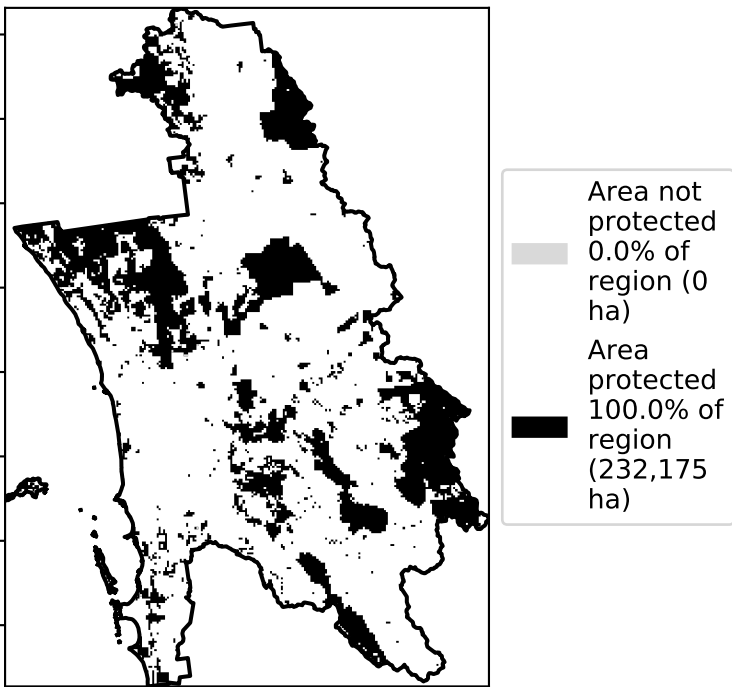 Area not
protected
0.0% of
region (0
ha)
Area
protected
100.0% of
region
(232,175
ha)